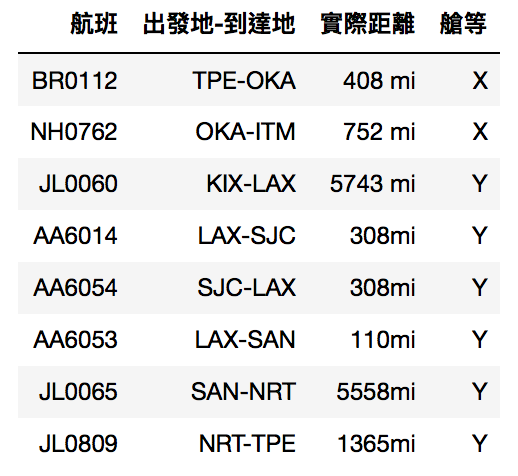 航班 出發地-到達地 實際距離 艙等
BR0112 TPE-OKA 408 mi X
NH0762 OKA-ITM 752 mi X
JL0060 KIX-LAX 5743 mi Y
AA6014 LAX-SJC 308mi Y
AA6054 SJC-LAX 308mi Y
AA6053 LAX-SAN 110mi Y
JL0065 SAN-NRT 5558mi Y
JL0809 NRT-TPE 1365mi Y